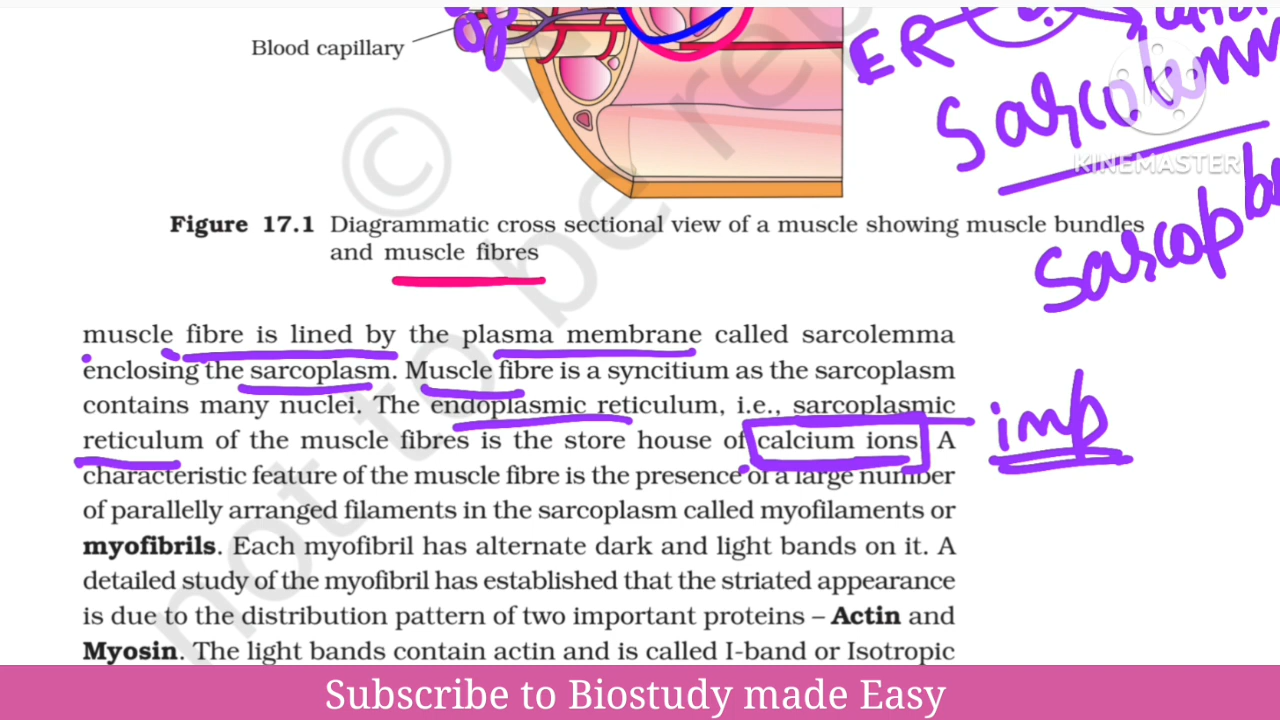 Blood capillary
ER
Sarcolemm
KINEMASTER
Figure 17.1 Diagrammatic cross sectional view of a muscle showing muscle bundles
and muscle fibres
Sarcopla
muscle fibre is lined by the plasma membrane called sarcolemma
enclosing the sarcoplasm. Muscle fibre is a syncitium as the sarcoplasm
contains many nuclei. The endoplasmic reticulum, i.e., sarcoplasmic
reticulum of the muscle fibres is the store house of calcium ions. A
characteristic feature of the muscle fibre is the presence of a large number
of parallelly arranged filaments in the sarcoplasm called myofilaments or
myofibrils. Each myofibril has alternate dark and light bands on it. A
detailed study of the myofibril has established that the striated appearance
is due to the distribution pattern of two important proteins – Actin and
Myosin. The light bands contain actin and is called I-band or Isotropic
imp
© not to be re
Subscribe to Biostudy made Easy